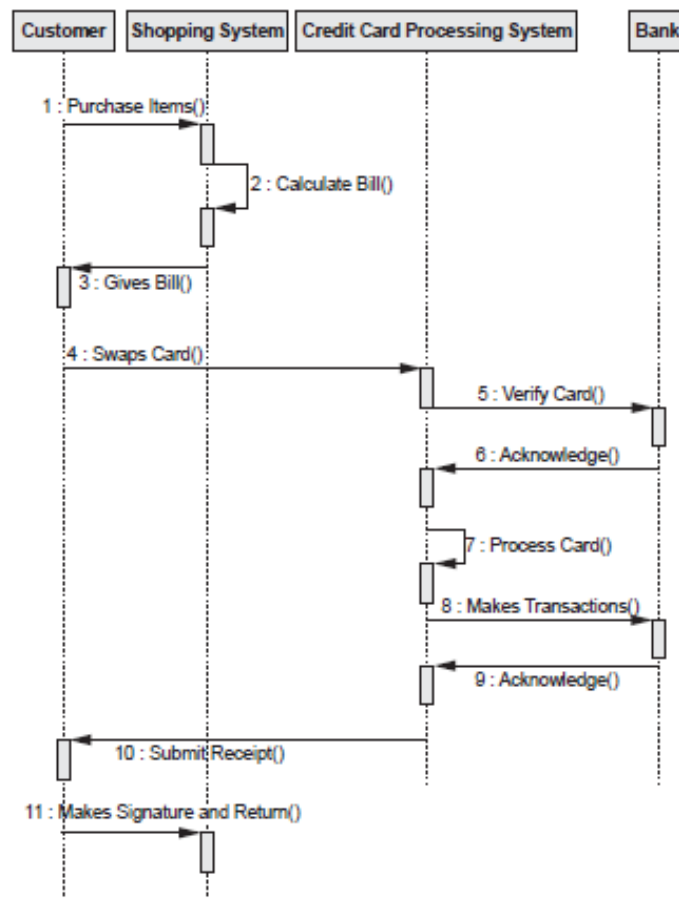 Customer
Shopping System
Credit Card Processing System
Bank
1 : Purchase Items()
2 : Calculate Bill()
3 : Gives Bill()
4 : Swaps Card()
5 : Verify Card()
6 : Acknowledge()
7 : Process Card()
8 : Makes Transactions()
9 : Acknowledge()
10 : Submit Receipt()
11 : Makes Signature and Return()